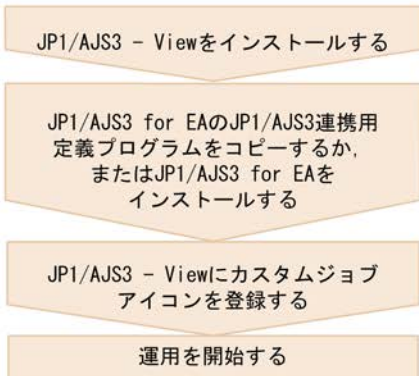 JP1/AJS3 - Viewをインストールする
JP1/AJS3 for EAのJP1/AJS3連携用
定義プログラムをコピーするか,
またはJP1/AJS3 for EAを
インストールする
JP1/AJS3 - Viewにカスタムジョブ
アイコンを登録する
運用を開始する